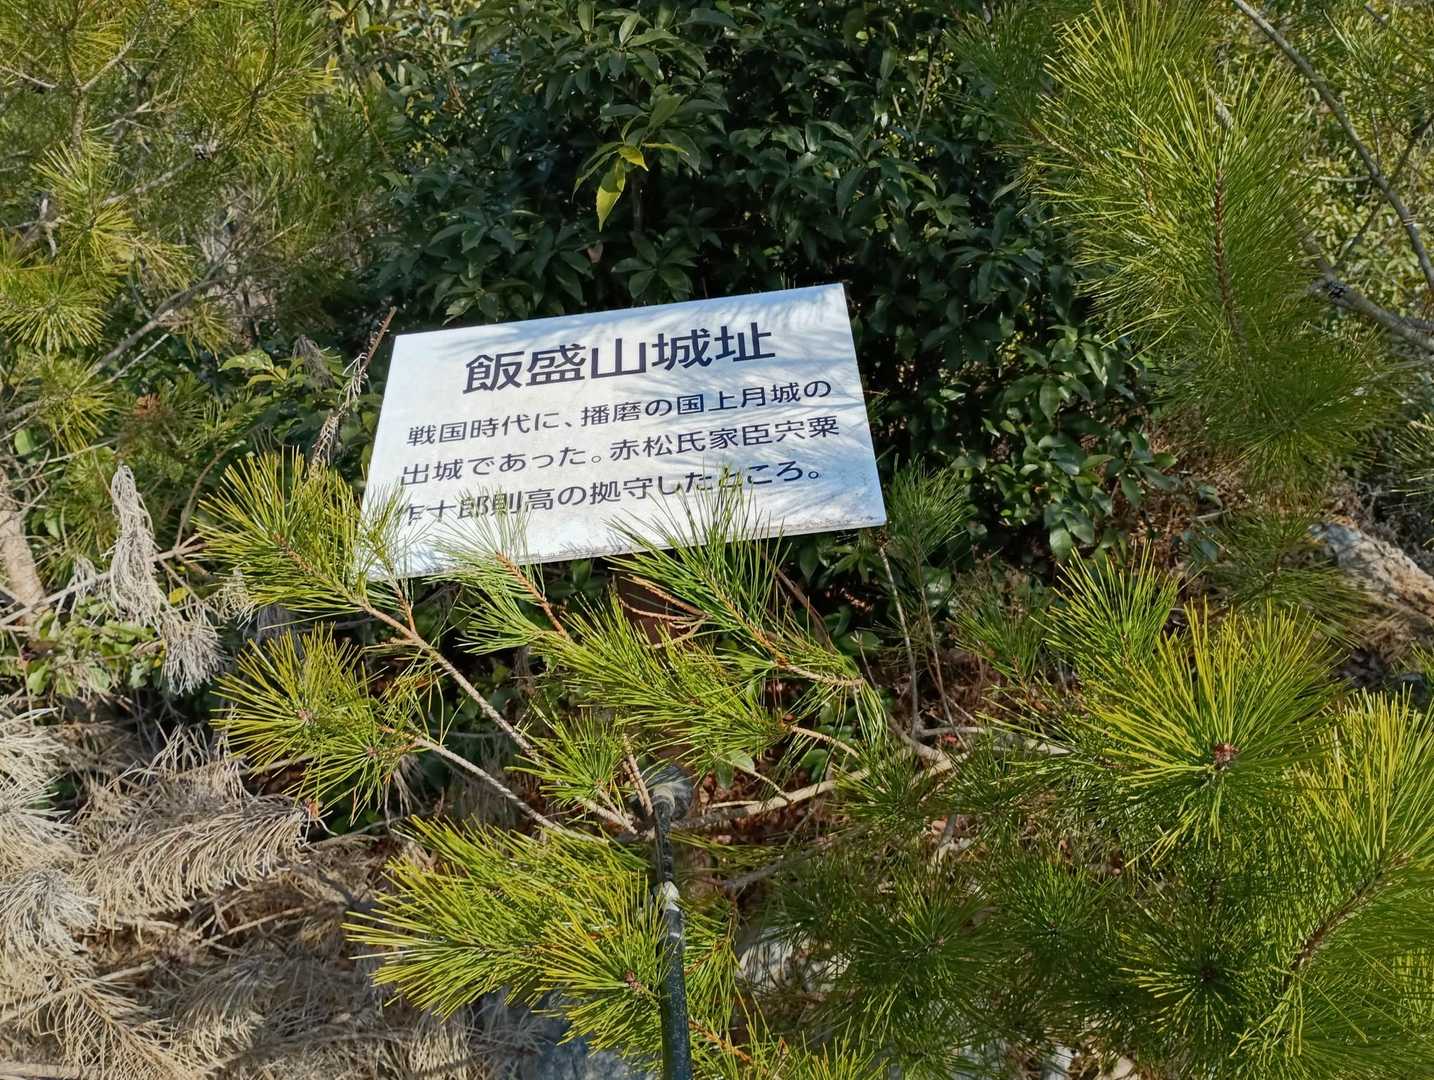 飯盛山城址
戦国時代に、播磨の国上月城の
出城であった。赤松氏家臣宍粟
作十郎則高の拠守したところ。